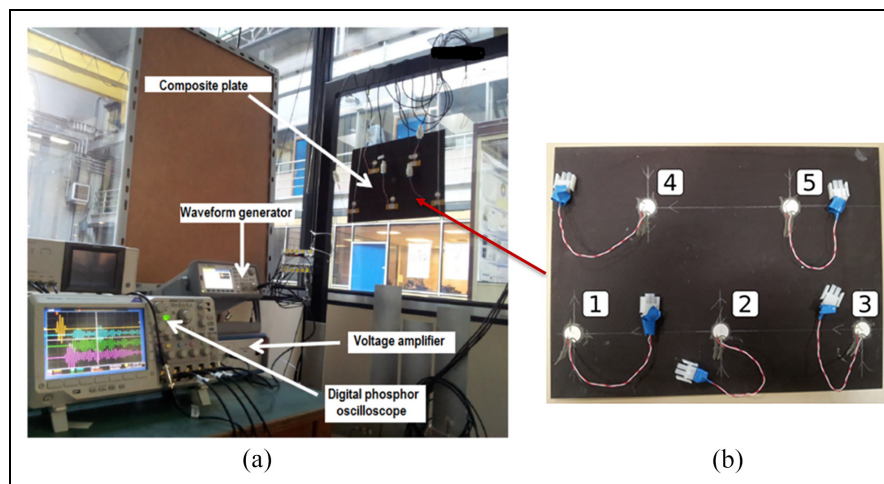 Composite plate
Waveform generator
Voltage amplifier
Digital phosphor
oscilloscope
4
5
1
2
3
(a)
(b)